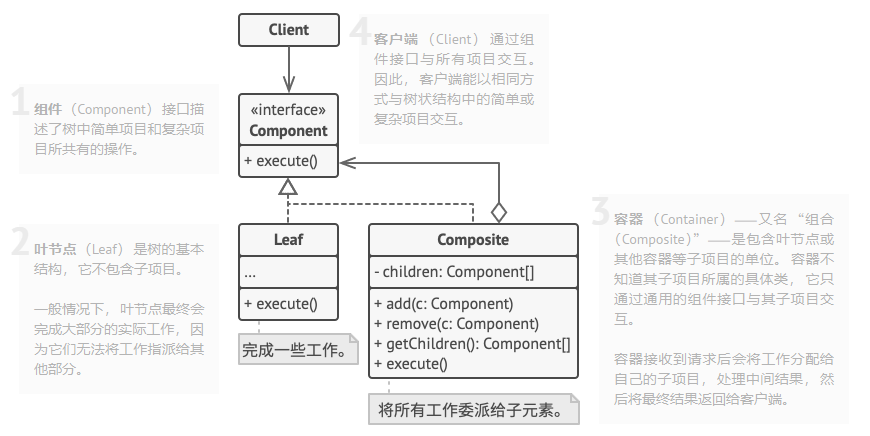 Client
4
客户端 （Client） 通过组
件接口与所有项目交互。
因此， 客户端能以相同方
式与树状结构中的简单或
复杂项目交互。
1
组件 （Component） 接口描
述了树中简单项目和复杂项
目所共有的操作。
«interface»
Component
+ execute()
2
叶节点 （Leaf） 是树的基本
结构， 它不包含子项目。
一般情况下， 叶节点最终会
完成大部分的实际工作， 因
为它们无法将工作指派给其
他部分。
Leaf
...
+ execute()
完成一些工作。
Composite
- children: Component[]
+ add(c: Component)
+ remove(c: Component)
+ getChildren(): Component[]
+ execute()
将所有工作委派给子元素。
3
容器 （Container） ——又名 “组合
（Composite）” ——是包含叶节点或
其他容器等子项目的单位。 容器不
知道其子项目所属的具体类， 它只
通过通用的组件接口与其子项目交
互。
容器接收到请求后会将工作分配给
自己的子项目， 处理中间结果， 然
后将最终结果返回给客户端。